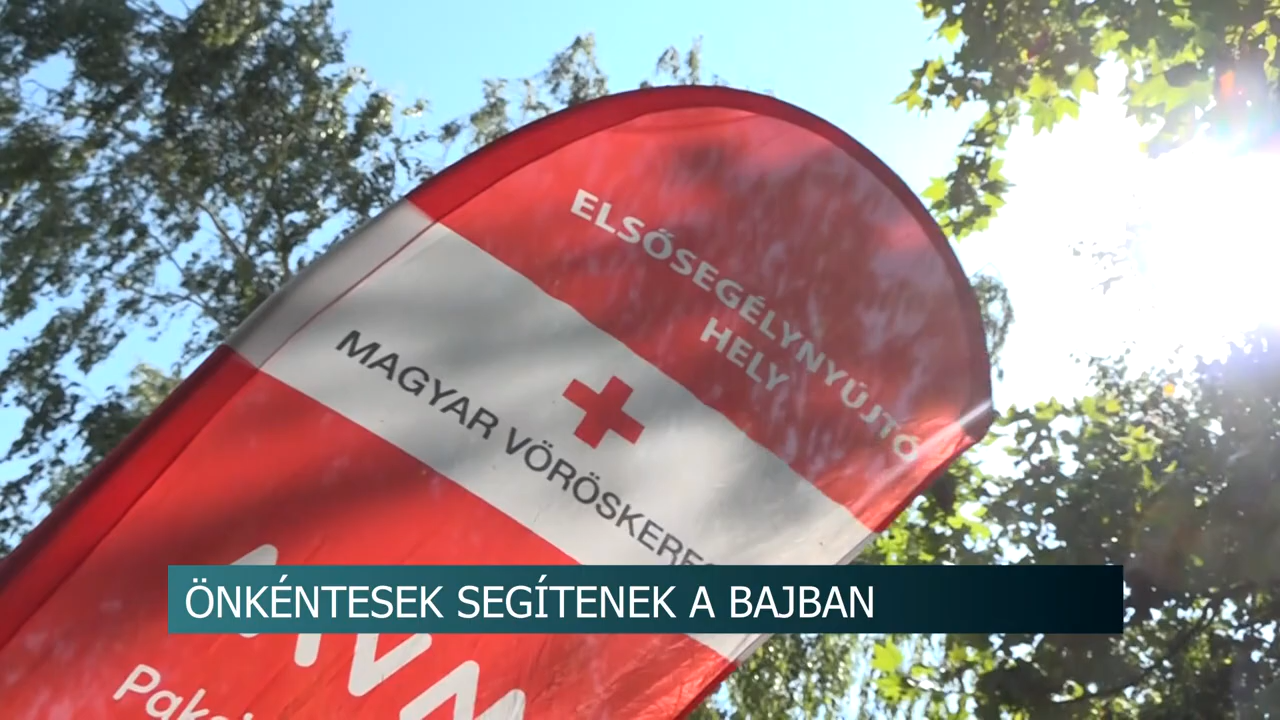 ELSŐSEGÉLYNYÚJTÓ
HELY
MAGYAR VÖRÖSKERE
ÖNKÉNTESEK SEGÍTENEK A BAJBAN